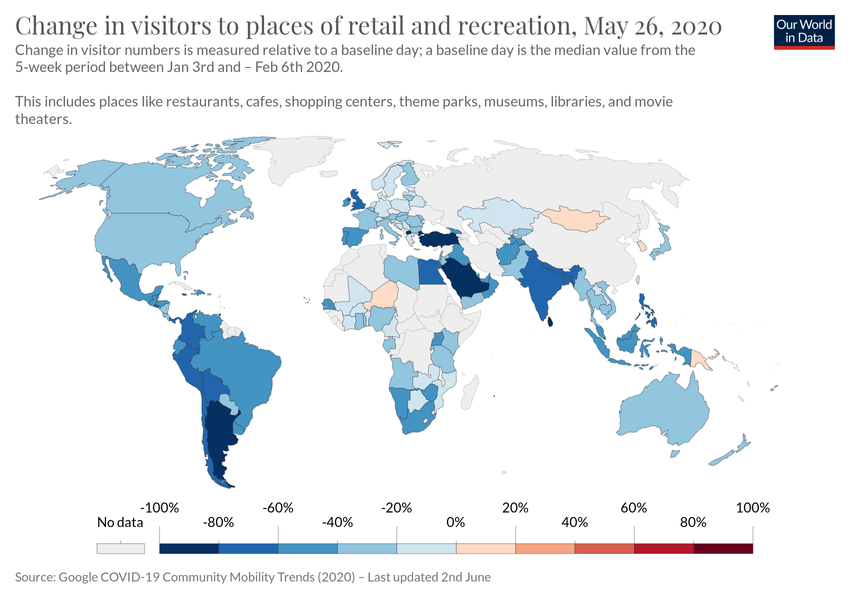 Change in visitors to places of retail and recreation, May 26, 2020
Our World
in Data
Change in visitor numbers is measured relative to a baseline day; a baseline day is the median value from the
5-week period between Jan 3rd and – Feb 6th 2020.
This includes places like restaurants, cafes, shopping centers, theme parks, museums, libraries, and movie
theaters.
-100% -60% -20% 20% 60% 100%
No data -80% -40% 0% 40% 80%
Source: Google COVID-19 Community Mobility Trends (2020) – Last updated 2nd June